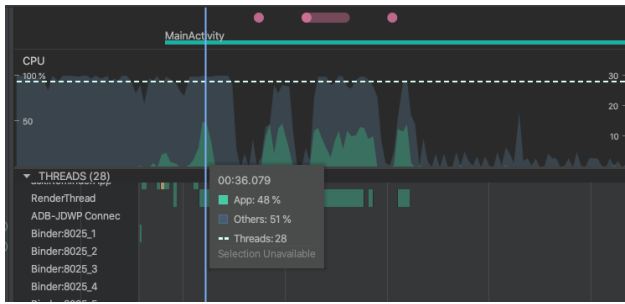 MainActivity
CPU
100 %
30
50
20
10
THREADS (28)
RenderThread
ADB-JDWP Connec
Binder:8025_1
Binder:8025_2
Binder:8025_3
Binder:8025_4
00:36.079
App: 48 %
Others: 51 %
Threads: 28
Selection Unavailable